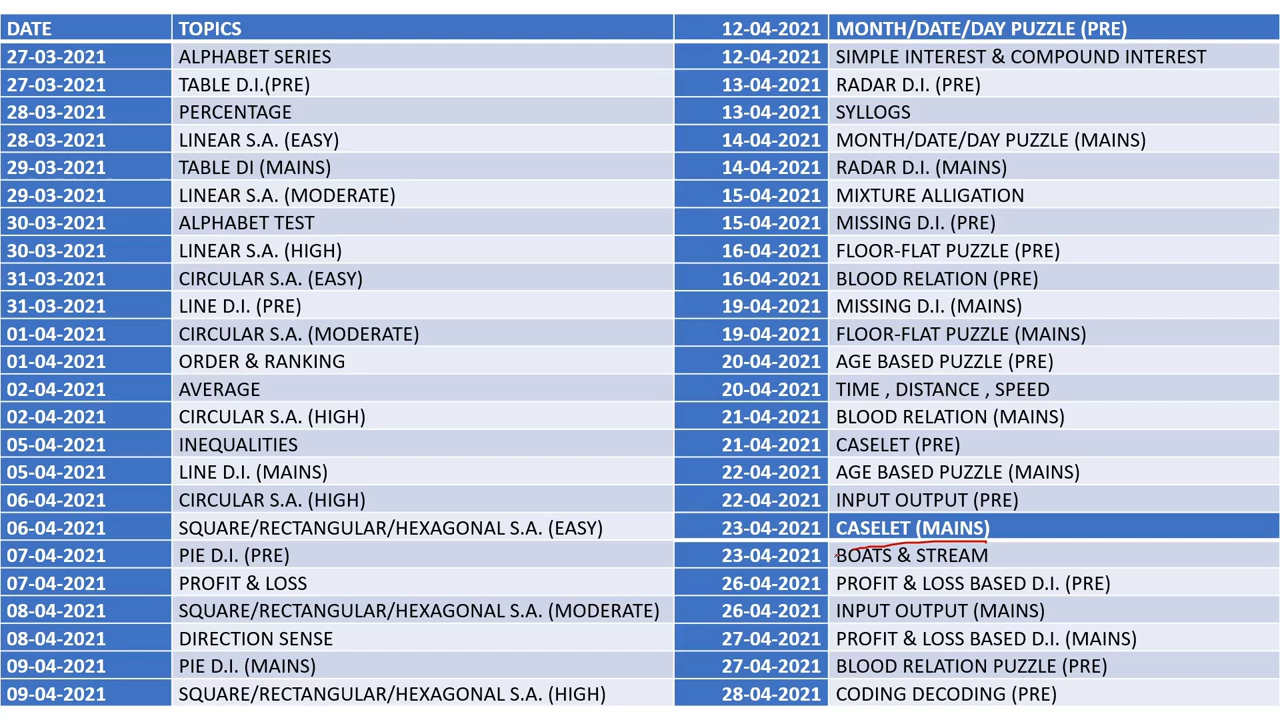 DATE TOPICS
27-03-2021 ALPHABET SERIES
27-03-2021 TABLE D.I.(PRE)
28-03-2021 PERCENTAGE
28-03-2021 LINEAR S.A. (EASY)
29-03-2021 TABLE DI (MAINS)
29-03-2021 LINEAR S.A. (MODERATE)
30-03-2021 ALPHABET TEST
30-03-2021 LINEAR S.A. (HIGH)
31-03-2021 CIRCULAR S.A. (EASY)
31-03-2021 LINE D.I. (PRE)
01-04-2021 CIRCULAR S.A. (MODERATE)
01-04-2021 ORDER & RANKING
02-04-2021 AVERAGE
02-04-2021 CIRCULAR S.A. (HIGH)
05-04-2021 INEQUALITIES
05-04-2021 LINE D.I. (MAINS)
06-04-2021 CIRCULAR S.A. (HIGH)
06-04-2021 SQUARE/RECTANGULAR/HEXAGONAL S.A. (EASY)
07-04-2021 PIE D.I. (PRE)
07-04-2021 PROFIT & LOSS
08-04-2021 SQUARE/RECTANGULAR/HEXAGONAL S.A. (MODERATE)
08-04-2021 DIRECTION SENSE
09-04-2021 PIE D.I. (MAINS)
09-04-2021 SQUARE/RECTANGULAR/HEXAGONAL S.A. (HIGH)
12-04-2021 MONTH/DATE/DAY PUZZLE (PRE)
12-04-2021 SIMPLE INTEREST & COMPOUND INTEREST
13-04-2021 RADAR D.I. (PRE)
13-04-2021 SYLLOGS
14-04-2021 MONTH/DATE/DAY PUZZLE (MAINS)
14-04-2021 RADAR D.I. (MAINS)
15-04-2021 MIXTURE ALLIGATION
15-04-2021 MISSING D.I. (PRE)
16-04-2021 FLOOR-FLAT PUZZLE (PRE)
16-04-2021 BLOOD RELATION (PRE)
19-04-2021 MISSING D.I. (MAINS)
19-04-2021 FLOOR-FLAT PUZZLE (MAINS)
20-04-2021 AGE BASED PUZZLE (PRE)
20-04-2021 TIME , DISTANCE , SPEED
21-04-2021 BLOOD RELATION (MAINS)
21-04-2021 CASELET (PRE)
22-04-2021 AGE BASED PUZZLE (MAINS)
22-04-2021 INPUT OUTPUT (PRE)
23-04-2021 CASELET (MAINS)
23-04-2021 BOATS & STREAM
26-04-2021 PROFIT & LOSS BASED D.I. (PRE)
26-04-2021 INPUT OUTPUT (MAINS)
27-04-2021 PROFIT & LOSS BASED D.I. (MAINS)
27-04-2021 BLOOD RELATION PUZZLE (PRE)
28-04-2021 CODING DECODING (PRE)